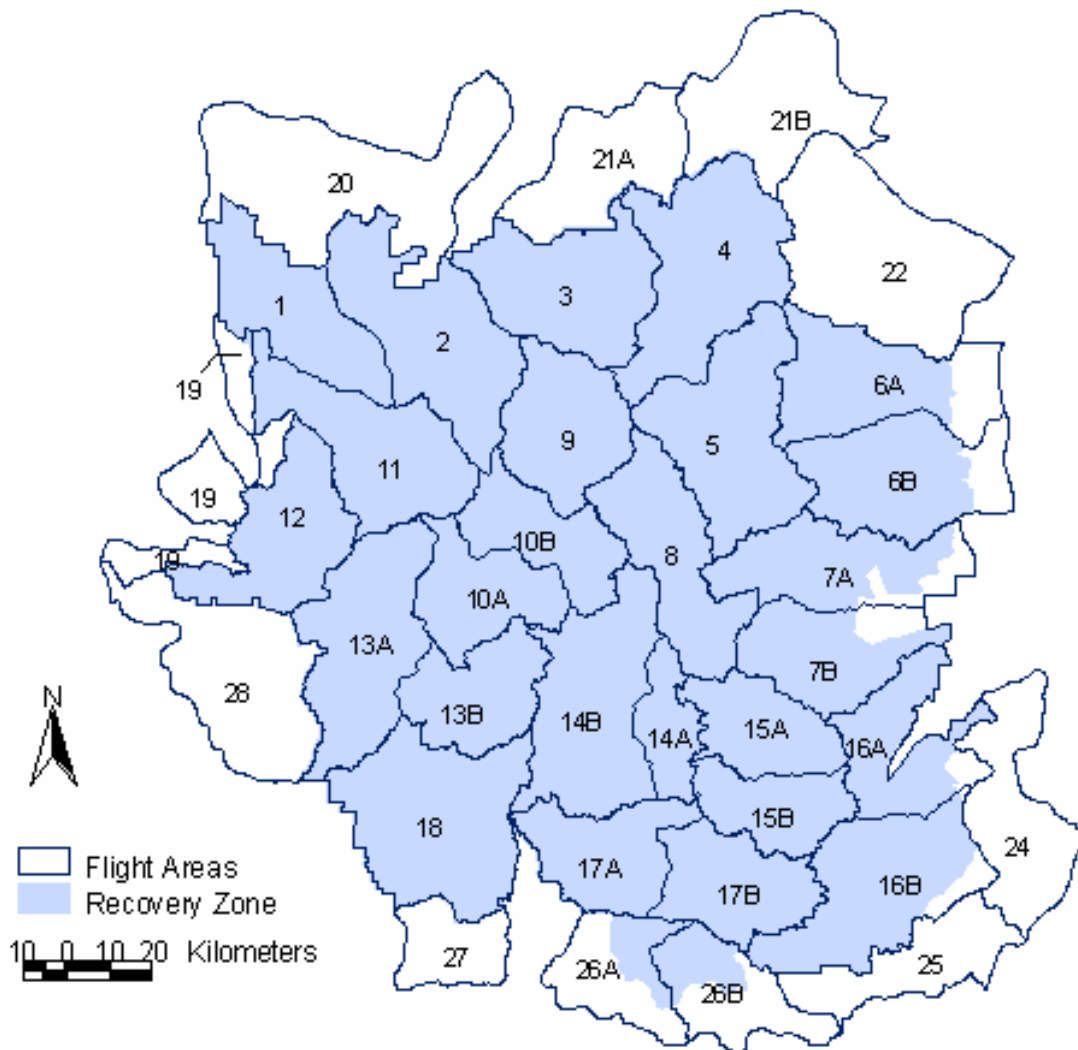 21B
21A
20
4
22
3
1
2
19
6A
9
5
11
6B
19
12
10B
8
19
7A
10A
13A
7B
28
N
13B
14B
14A
15A
16A
15B
18
24
Flight Areas
17A
17B
16B
Recovery Zone
10 0 10 20 Kilometers
27
26A
25
26B